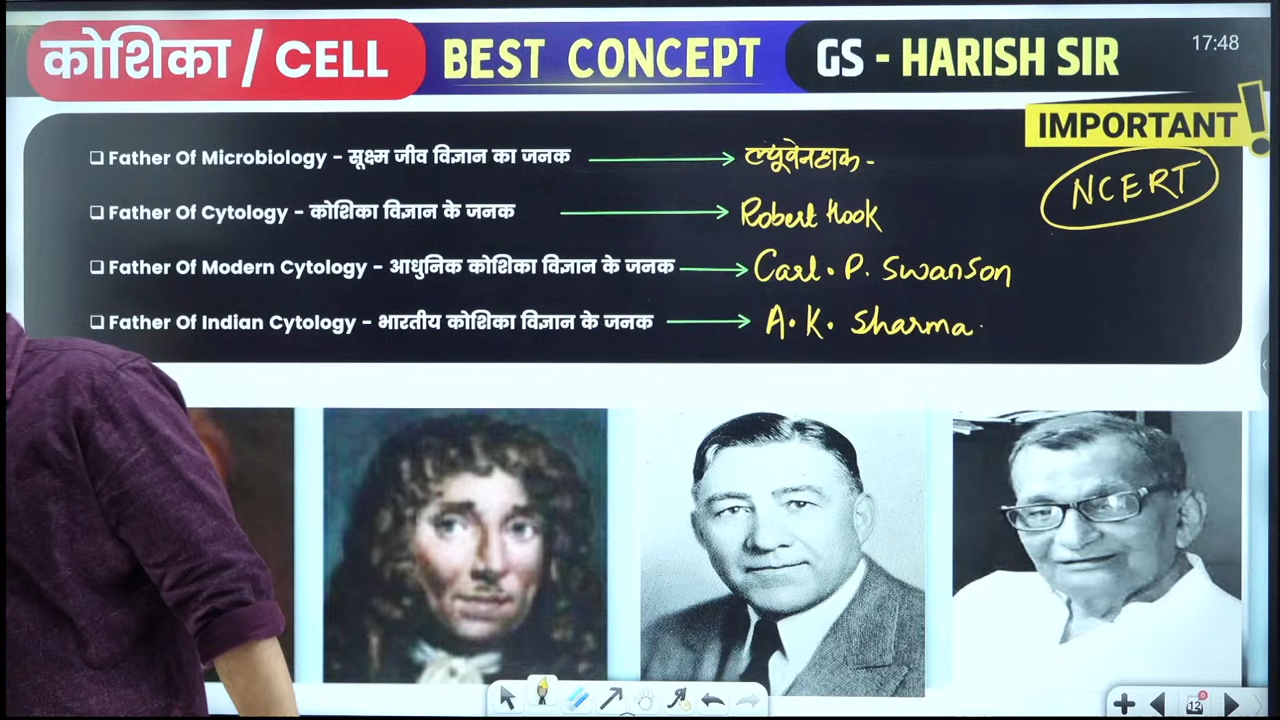 कोशिका / CELL BEST CONCEPT GS - HARISH SIR 17:48
IMPORTANT!
❑ Father Of Microbiology - सूक्ष्म जीव विज्ञान का जनक → ल्यूवेनहाक -
NCERT
❑ Father Of Cytology - कोशिका विज्ञान के जनक → Robert Hook
❑ Father Of Modern Cytology - आधुनिक कोशिका विज्ञान के जनक → Carl. P. Swanson
❑ Father Of Indian Cytology - भारतीय कोशिका विज्ञान के जनक → A. K. Sharma.
12